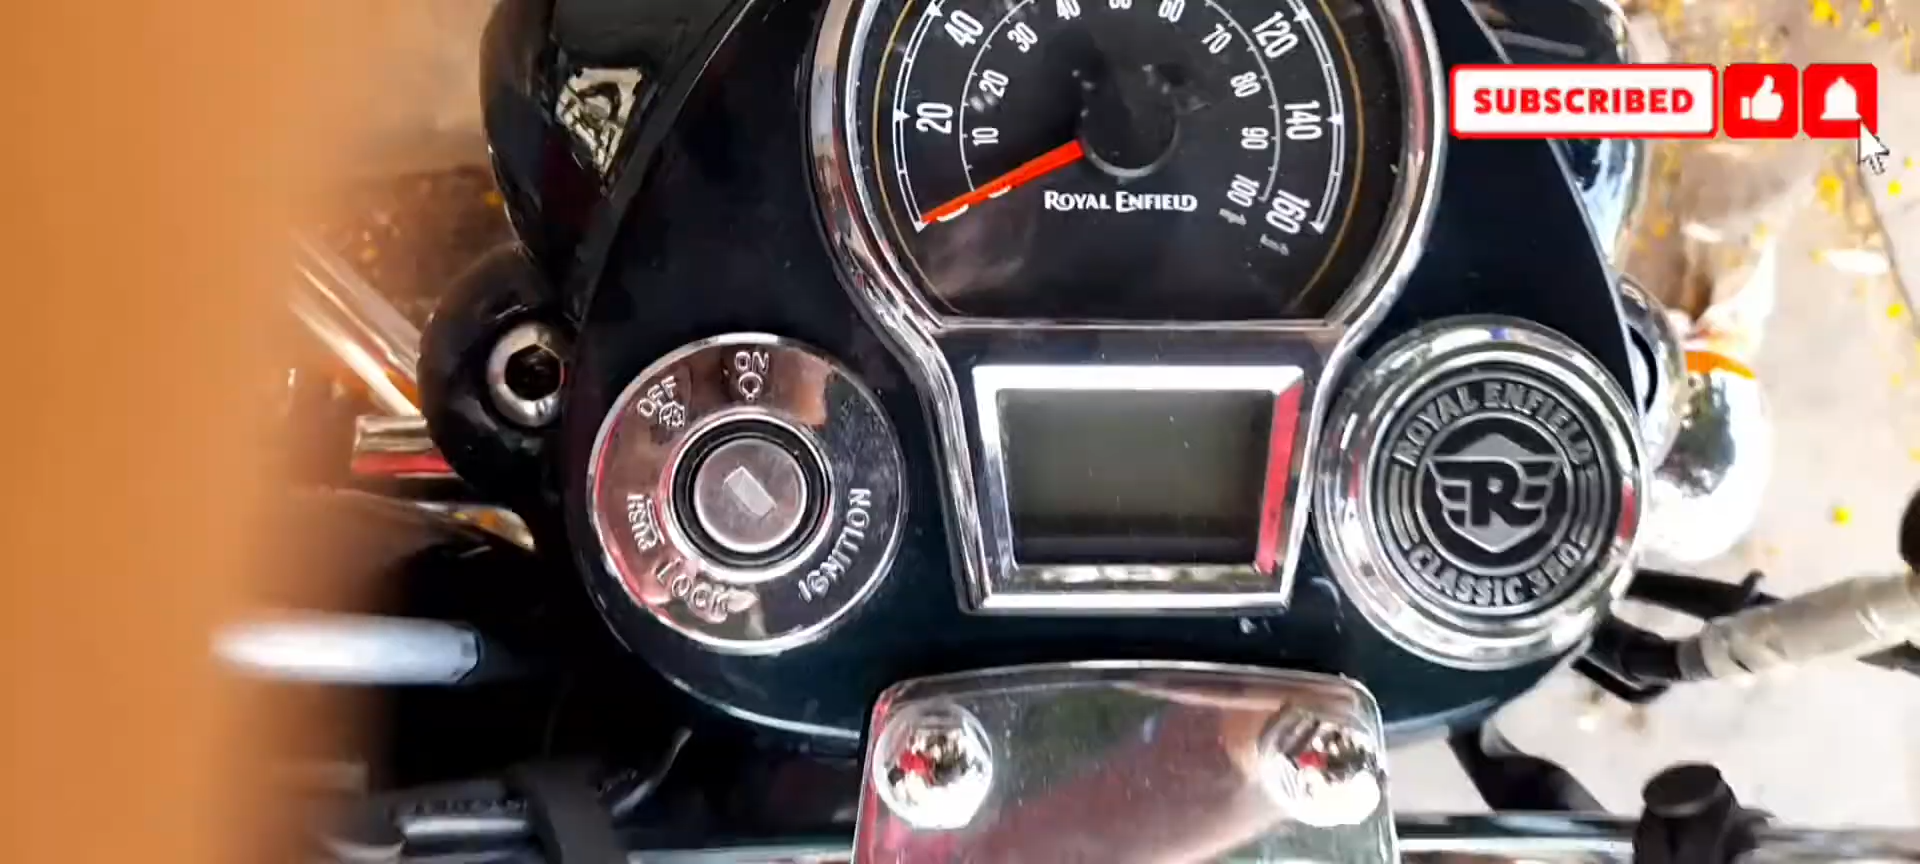 40
20
30
20
10
40
60
70
80
90
100
120
140
160
ROYAL ENFIELD
SUBSCRIBED
ON
OFF
PUSH
LOCK
IGNITION
ROYAL ENFIELD
R
CLASSIC 350